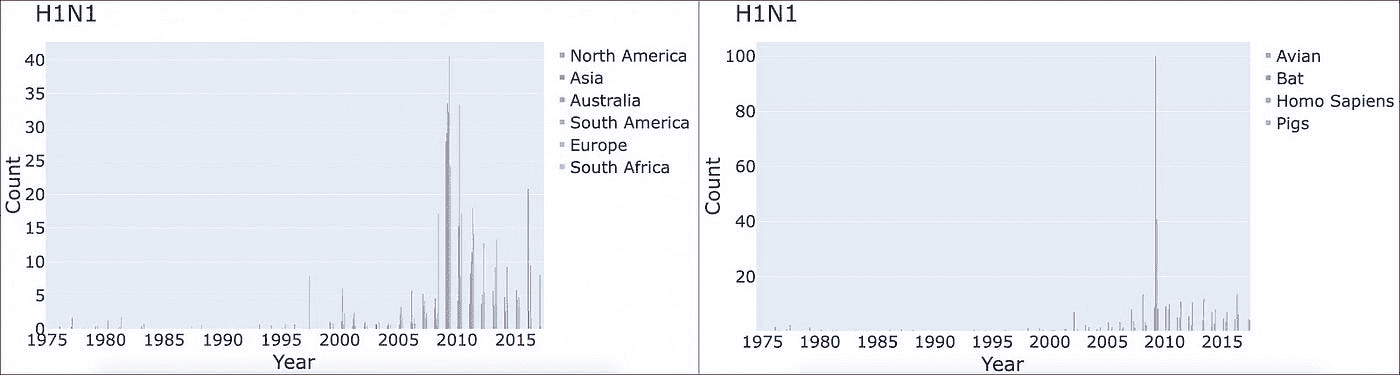 H1N1
40
35
30
25
20
15
10
5
0
Count
1975 1980 1985 1990 1995 2000 2005 2010 2015
Year
North America
Asia
Australia
South America
Europe
South Africa
H1N1
100
80
60
40
20
Count
1975 1980 1985 1990 1995 2000 2005 2010 2015
Year
Avian
Bat
Homo Sapiens
Pigs